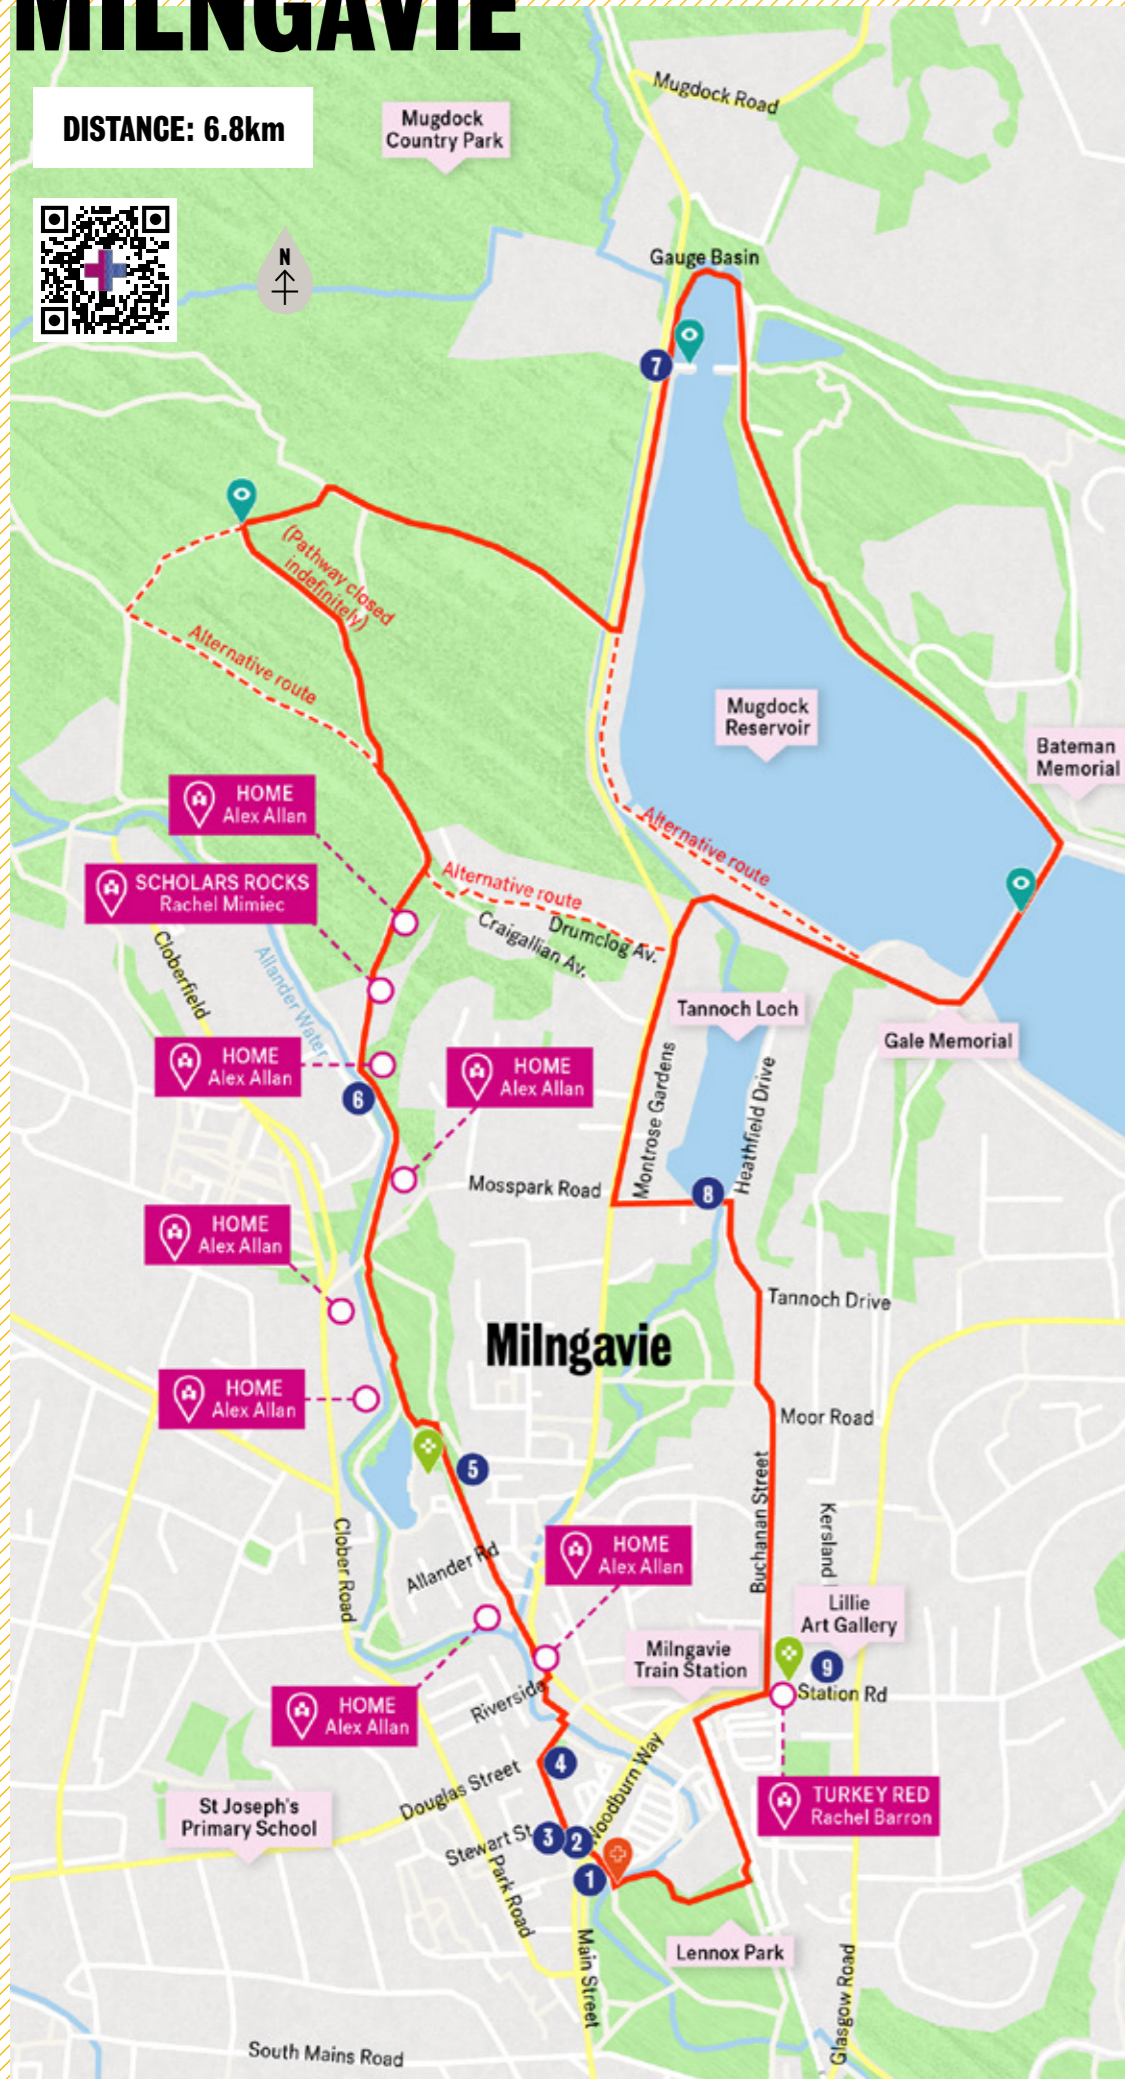 MILNGAVIE
DISTANCE: 6.8km
N
Mugdock
Country Park
Mugdock Road
Gauge Basin
7
(Pathway closed
indefinitely)
Alternative route
Mugdock
Reservoir
Bateman
Memorial
HOME
Alex Allan
Alternative route
SCHOLARS ROCKS
Rachel Mimiec
Alternative route
Drumclog Av.
Craigallian Av.
Cloberfield
Allander Water
Tannoch Loch
Gale Memorial
HOME
Alex Allan
HOME
Alex Allan
6
Montrose Gardens
Heathfield Drive
Mosspark Road
8
HOME
Alex Allan
Tannoch Drive
Milngavie
HOME
Alex Allan
Moor Road
5
Buchanan Street
Kersland
Clober Road
Allander Rd
HOME
Alex Allan
Lillie
Art Gallery
Milngavie
Train Station
9
Station Rd
HOME
Alex Allan
Riverside
4
Woodburn Way
Douglas Street
TURKEY RED
Rachel Barron
St Joseph's
Primary School
Stewart St
3
2
1
Park Road
Main Street
Lennox Park
Glasgow Road
South Mains Road